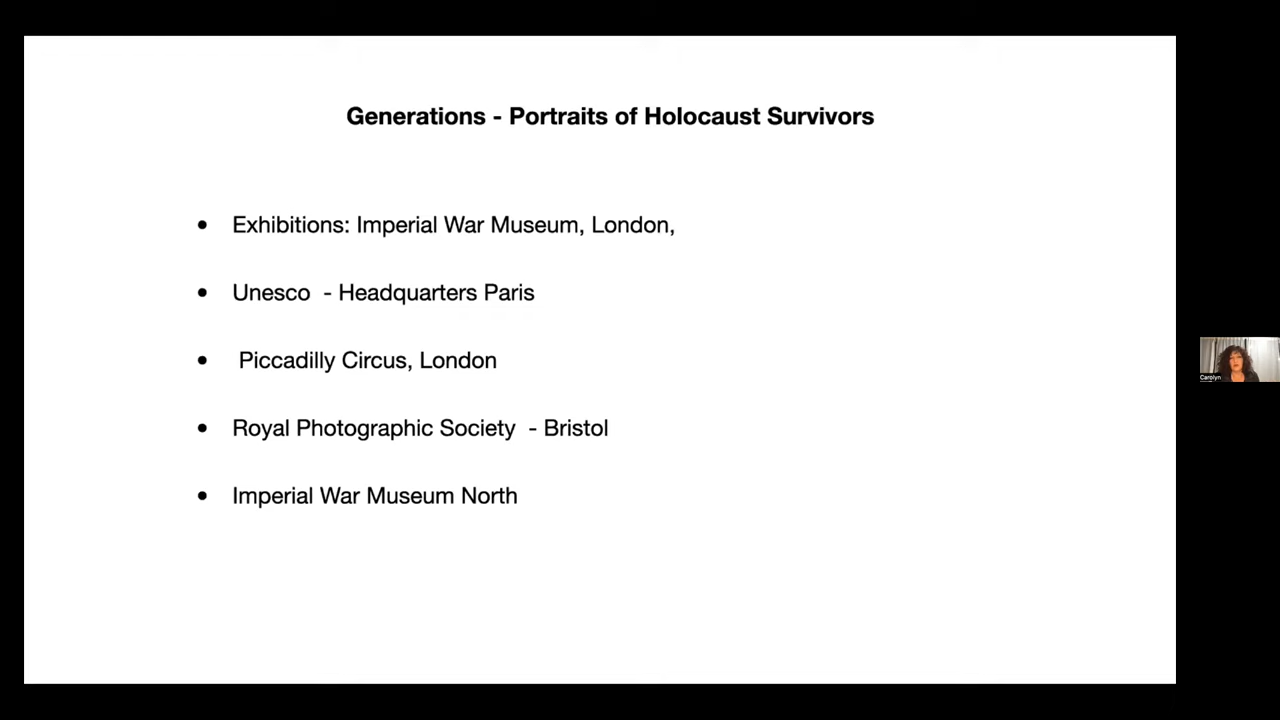 Generations - Portraits of Holocaust Survivors
• Exhibitions: Imperial War Museum, London,
• Unesco - Headquarters Paris
• Piccadilly Circus, London
• Royal Photographic Society - Bristol
• Imperial War Museum North
Carolyn